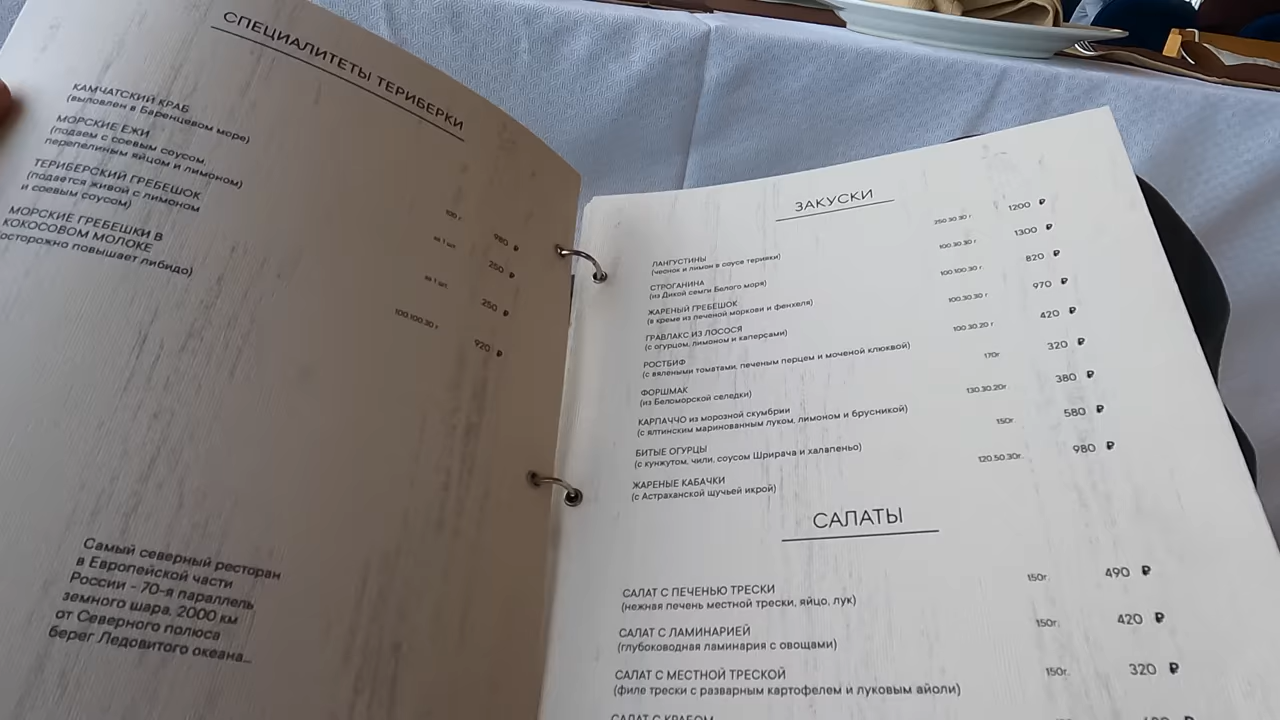 СПЕЦИАЛИТЕТЫ ТЕРИБЕРКИ
КАМЧАТСКИЙ КРАБ
(выловлен в Баренцевом море)
100 г. 980 ₽
МОРСКИЕ ЕЖИ
(подаем с соевым соусом,
перепелиным яйцом и лимоном)
за 1 шт. 250 ₽
ТЕРИБЕРСКИЙ ГРЕБЕШОК
(подается живой с лимоном
и соевым соусом)
за 1 шт. 250 ₽
МОРСКИЕ ГРЕБЕШКИ В
КОКОСОВОМ МОЛОКЕ
осторожно повышает либидо)
100.100.30 г. 920 ₽
Самый северный ресторан
в Европейской части
России - 70-я параллель
земного шара. 2000 км
от Северного полюса
берег Ледовитого океана...
ЗАКУСКИ
ЛАНГУСТИНЫ 250.30.30 г 1200 ₽
(чеснок и лимон в соусе терияки)
СТРОГАНИНА 100.30.30 г 1300 ₽
(из Дикой семги Белого моря)
ЖАРЕНЫЙ ГРЕБЕШОК 100.100.30 г 820 ₽
(в креме из печеной моркови и фенхеля)
ГРАВЛАКС ИЗ ЛОСОСЯ 100.30.30 г 970 ₽
(с огурцом, лимоном и каперсами)
РОСТБИФ 100.30.20 г 420 ₽
(с вялеными томатами, печеным перцем и моченой клюквой)
ФОРШМАК 170г 320 ₽
(из Беломорской селедки)
КАРПАЧЧО из морозной скумбрии 130.30.20г. 380 ₽
(с ялтинским маринованным луком, лимоном и брусникой)
БИТЫЕ ОГУРЦЫ 150г. 580 ₽
(с кунжутом, чили, соусом Шрирача и халапеньо)
ЖАРЕНЫЕ КАБАЧКИ 120.50.30г. 980 ₽
(с Астраханской щучьей икрой)
САЛАТЫ
САЛАТ С ПЕЧЕНЬЮ ТРЕСКИ 150г. 490 ₽
(нежная печень местной трески, яйцо, лук)
САЛАТ С ЛАМИНАРИЕЙ 150г. 420 ₽
(глубоководная ламинария с овощами)
САЛАТ С МЕСТНОЙ ТРЕСКОЙ 150г. 320 ₽
(филе трески с разварным картофелем и луковым айоли)
САЛАТ С КРАБОМ